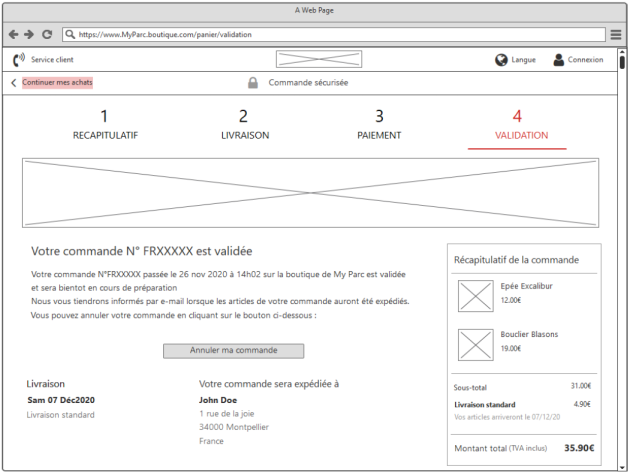 A Web Page
https://www.MyParc.boutique.com/panier/validation
Service client
Langue
Connexion
Continuer mes achats
Commande sécurisée
1
RECAPITULATIF
2
LIVRAISON
3
PAIEMENT
4
VALIDATION
Votre commande N° FRXXXXX est validée
Votre commande N°FRXXXXX passée le 26 nov 2020 à 14h02 sur la boutique de My Parc est validée
et sera bientot en cours de préparation
Nous vous tiendrons informés par e-mail lorsque les articles de votre commande auront été expédiés.
Vous pouvez annuler votre commande en cliquant sur le bouton ci-dessous :
Annuler ma commande
Livraison
Sam 07 Déc2020
Livraison standard
Votre commande sera expédiée à
John Doe
1 rue de la joie
34000 Montpellier
France
Récapitulatif de la commande
Epée Excalibur
12.00€
Bouclier Blasons
19.00€
Sous-total 31.00€
Livraison standard 4.90€
Vos articles arriveront le 07/12/20
Montant total (TVA inclus) 35.90€